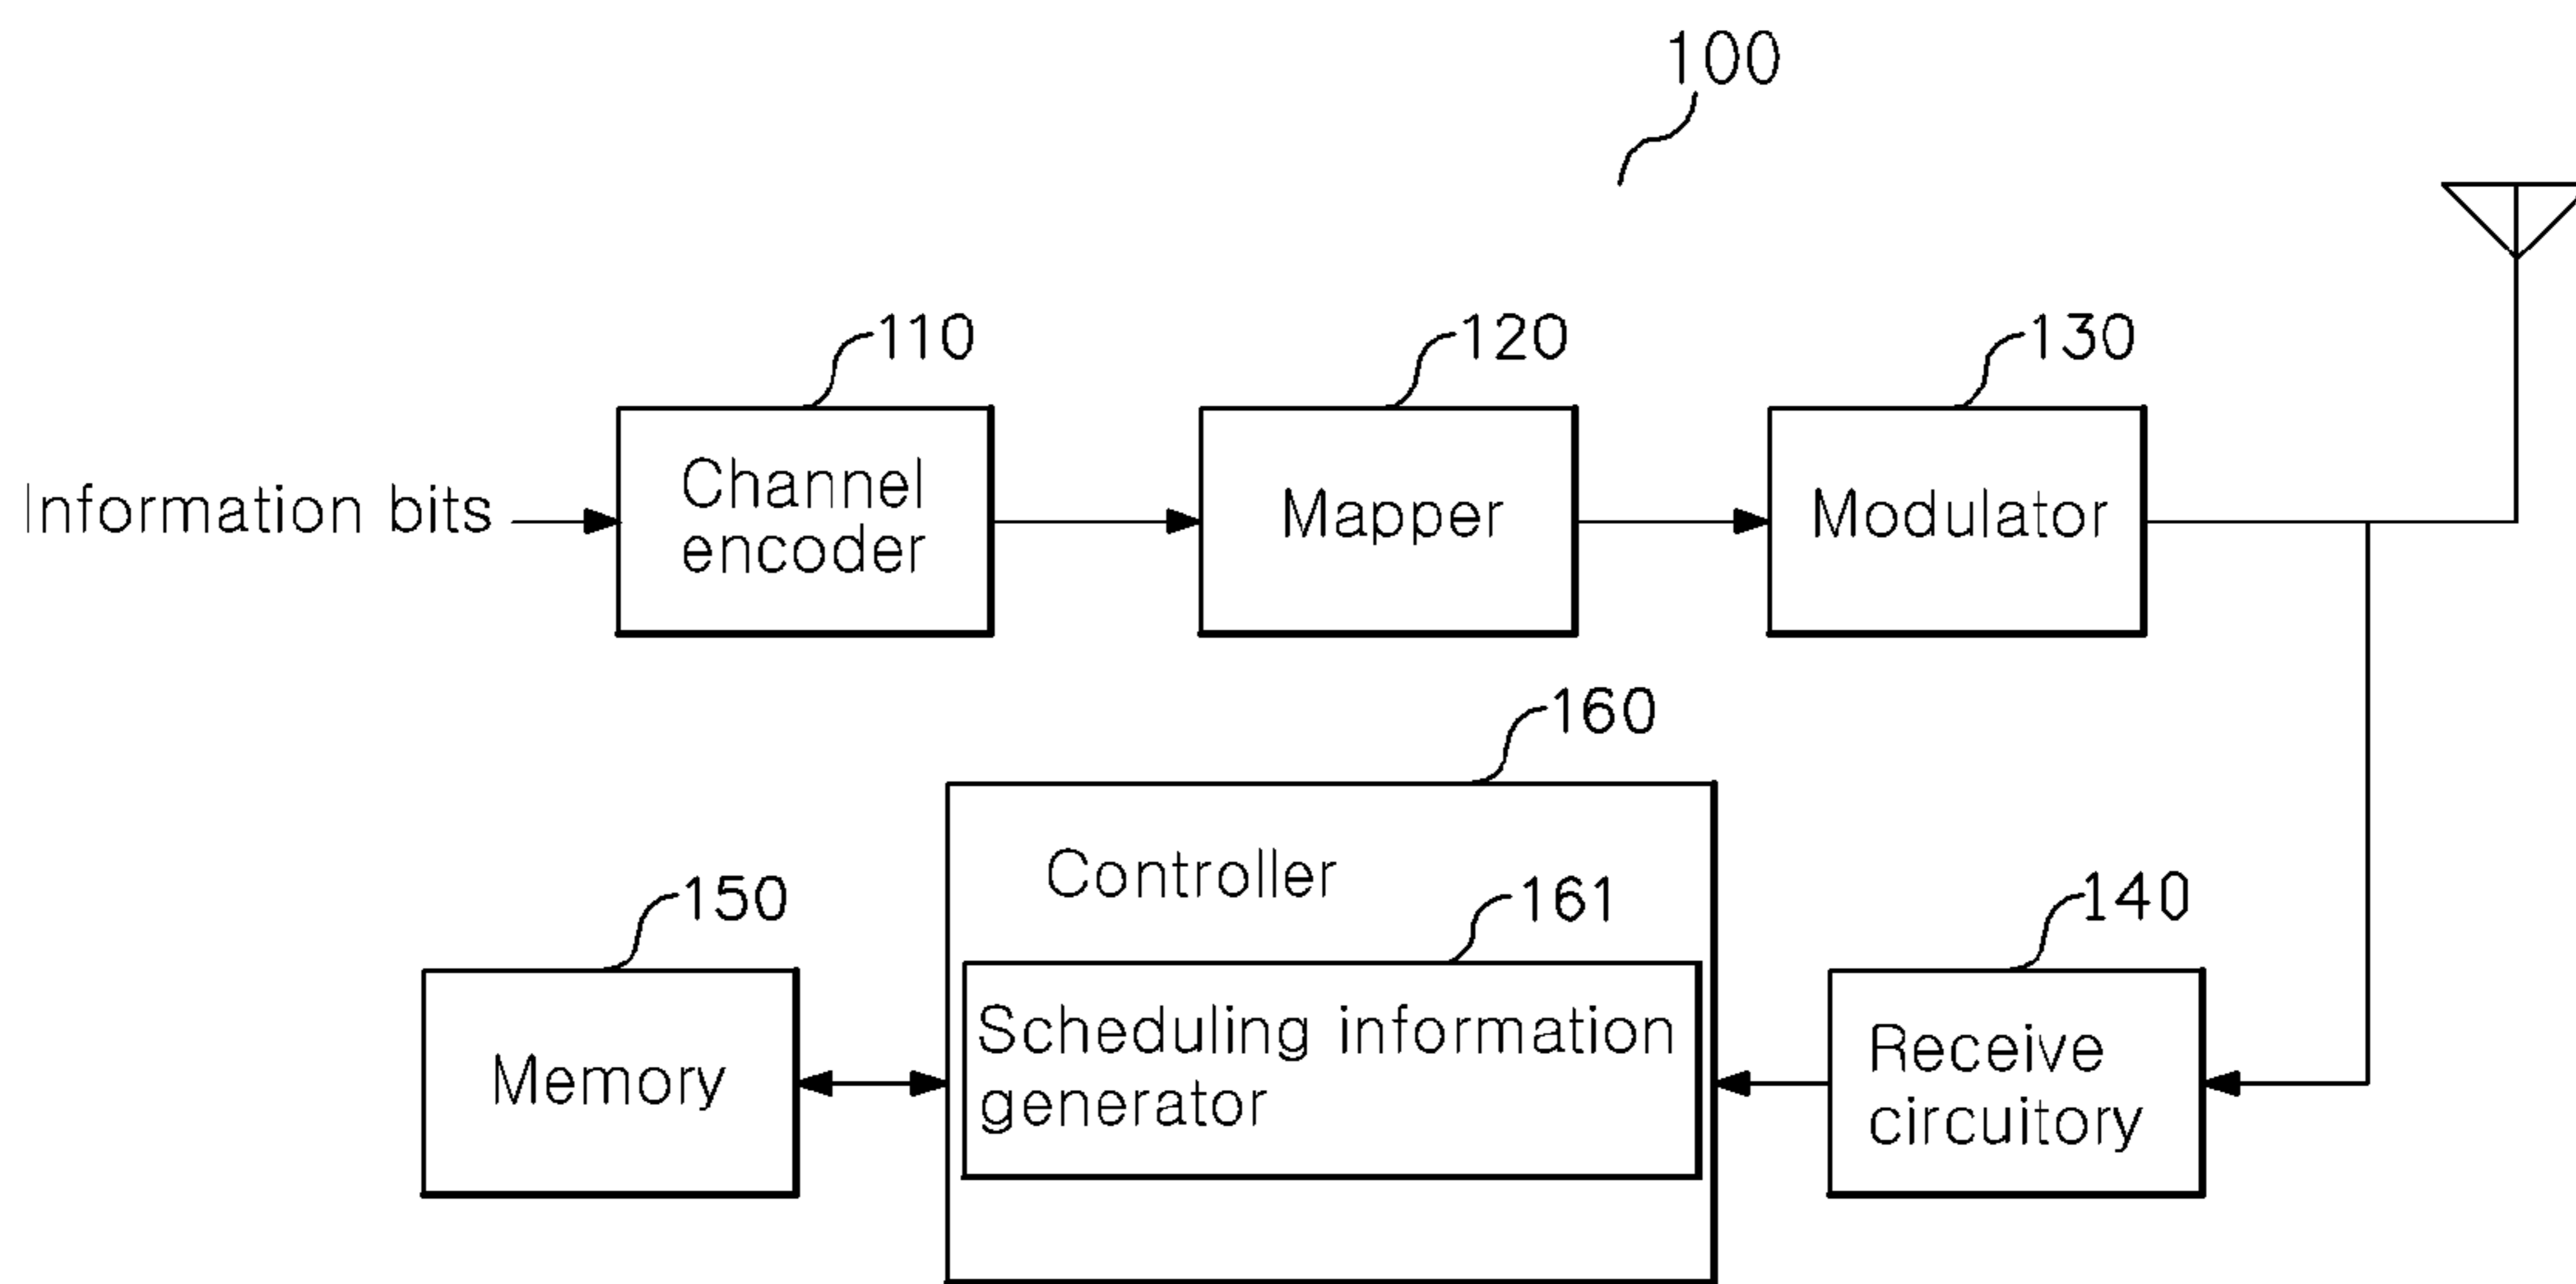 100
110
120
130
Information bits
Channel
encoder
Mapper
Modulator
160
Controller
150
161
140
Memory
Scheduling information
generator
Receive
circuitory